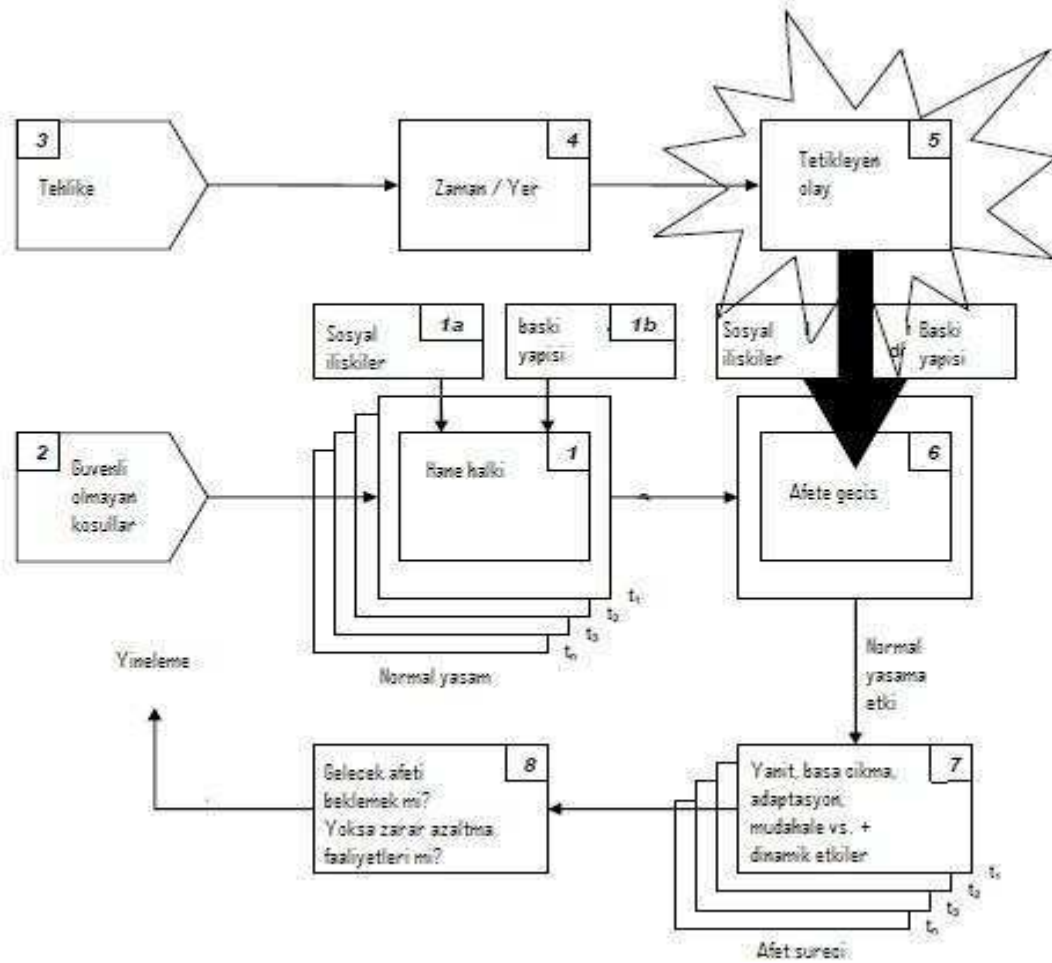 3
Tehlike
4
Zaman / Yer
5
Tetikleyen
olay
Sosyal
iliskiler
1a
baski
yapisi
1b
Sosyal
iliskiler
Baski
yapisi
2
Guvenli
olmayan
kosullar
1
Hane halki
6
Afete gecis
t₁
t₂
t₃
tₙ
Normal yasam
Yineleme
Normal
yasama
etki
8
Gelecek afeti
beklemek mi?
Yoksa zarar azaltma
faaliyetleri mi?
7
Yanit, basa cikma,
adaptasyon,
mudahale vs. +
dinamik etkiler
t₁
t₂
t₃
tₙ
Afet sureci